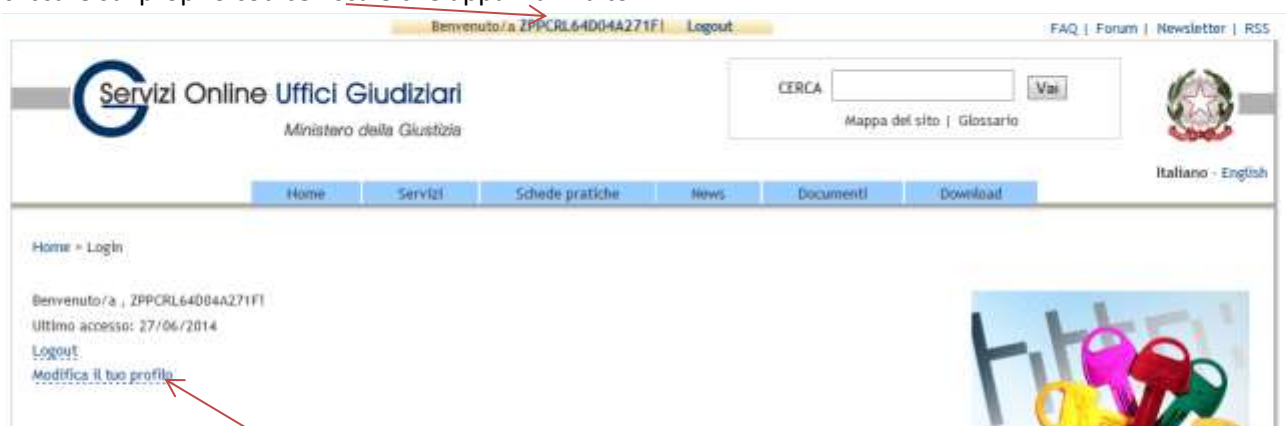 Benvenuto/a ZPPCRL64D04A271F! Logout
FAQ | Forum | Newsletter | RSS
Servizi Online Uffici Giudiziari
Ministero della Giustizia
CERCA Vai
Mappa del sito | Glossario
Italiano - English
Home Servizi Schede pratiche News Documenti Download
Home » Login
Benvenuto/a , ZPPCRL64D04A271F!
Ultimo accesso: 27/06/2014
Logout
Modifica il tuo profilo